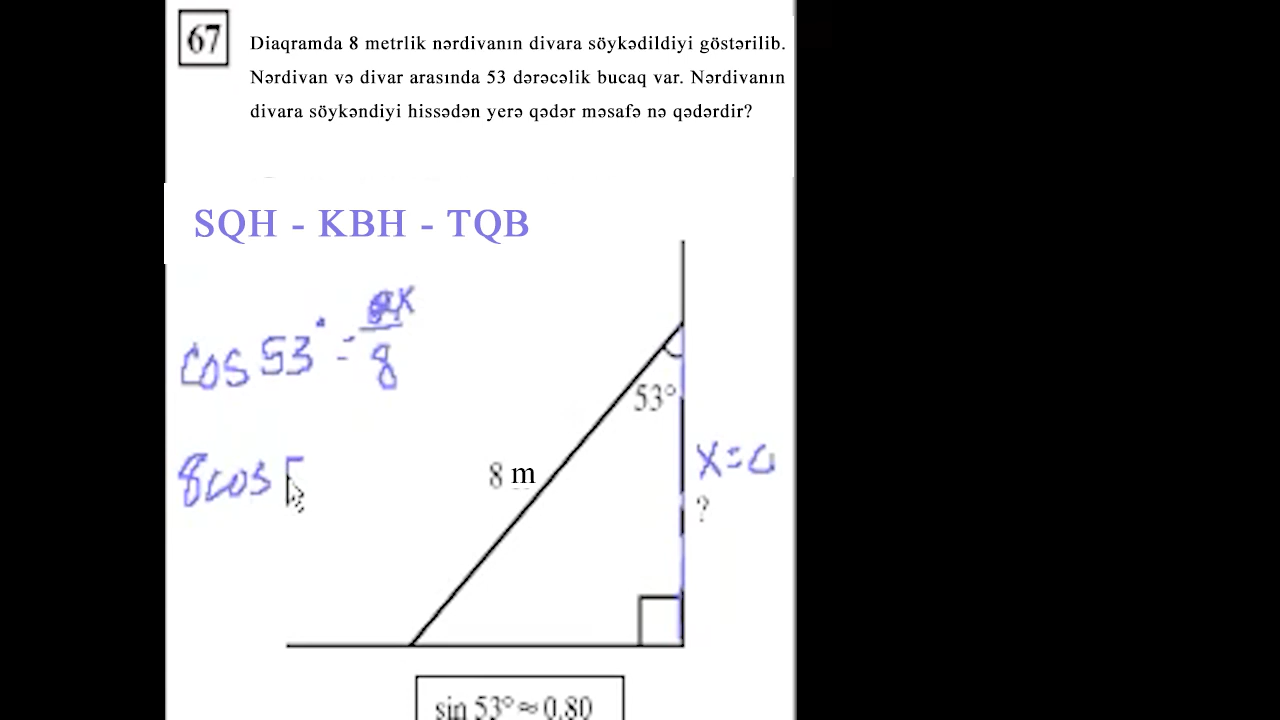 67
Diaqramda 8 metrlik nərdivanın divara söykədildiyi göstərilib.
Nərdivan və divar arasında 53 dərəcəlik bucaq var. Nərdivanın
divara söykəndiyi hissədən yerə qədər məsafə nə qədərdir?
SQH - KBH - TQB
cos 53° = x/8
8cos
53°
8 m
x = a
?
sin 53° ≈ 0.80